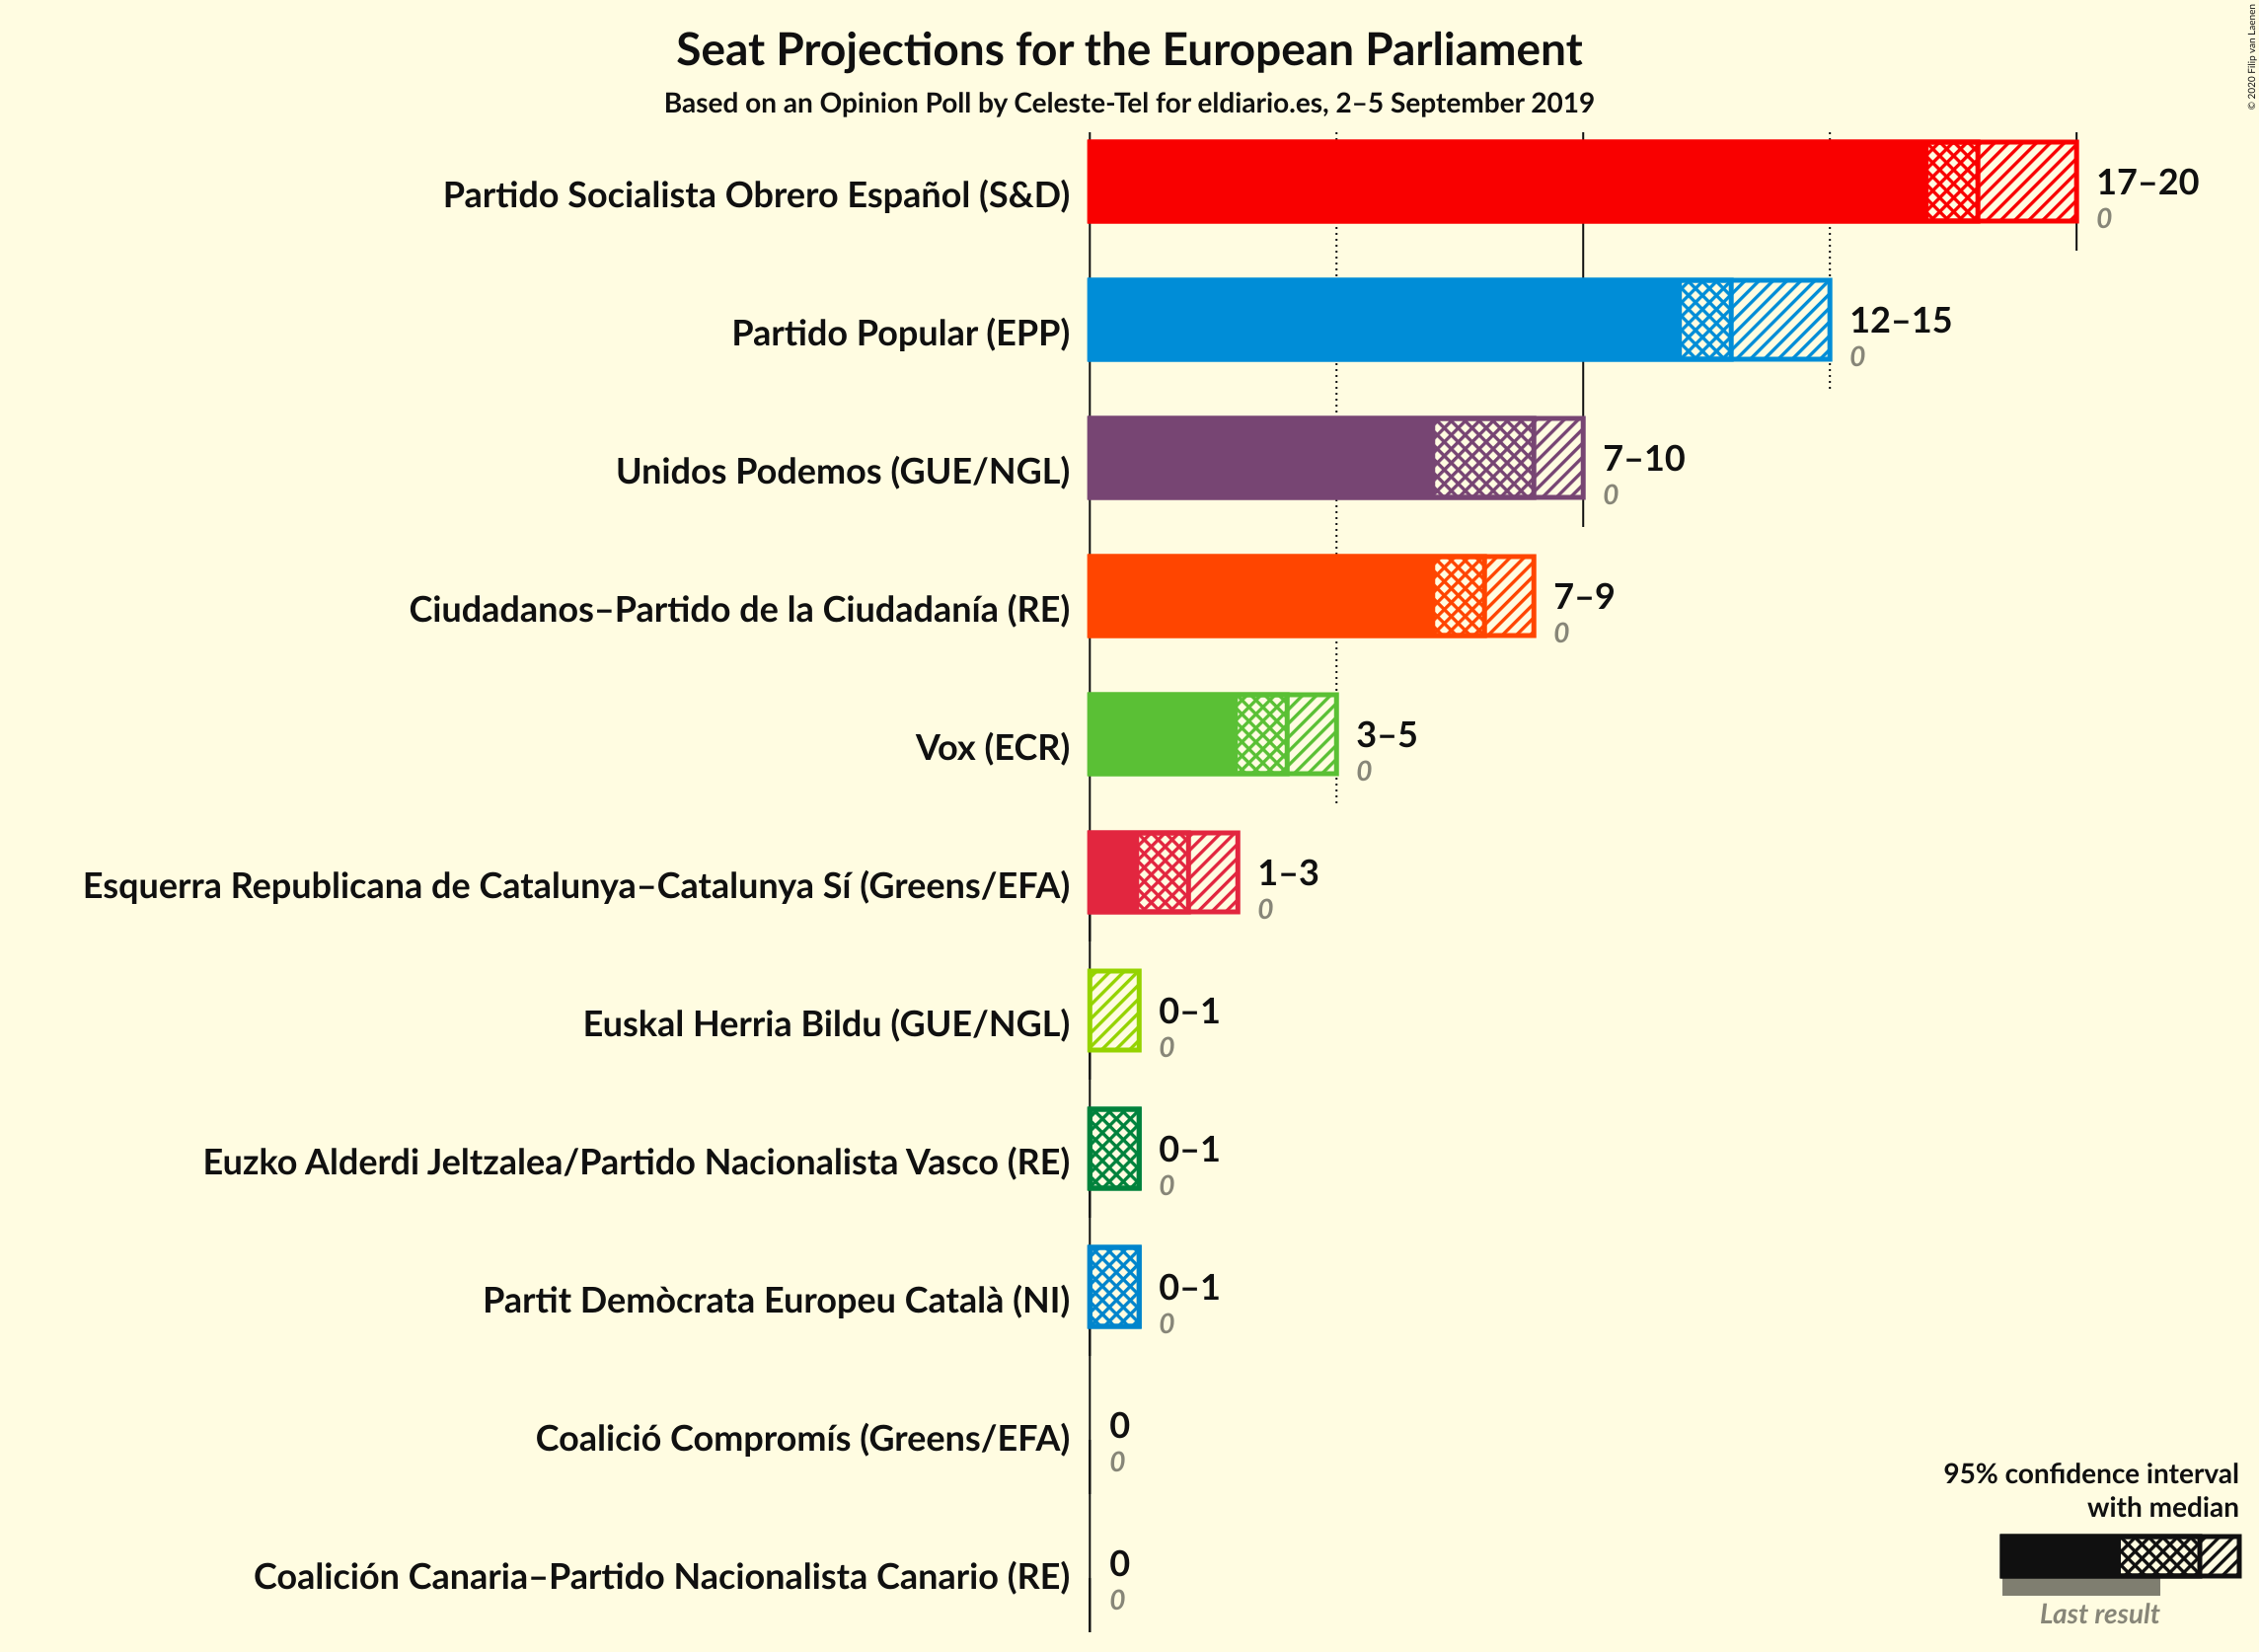 Seat Projections for the European Parliament
Based on an Opinion Poll by Celeste-Tel for eldiario.es, 2–5 September 2019
© 2020 Filip van Laenen
Partido Socialista Obrero Español (S&D)
17–20
0
Partido Popular (EPP)
12–15
0
Unidos Podemos (GUE/NGL)
7–10
0
Ciudadanos–Partido de la Ciudadanía (RE)
7–9
0
Vox (ECR)
3–5
0
Esquerra Republicana de Catalunya–Catalunya Sí (Greens/EFA)
1–3
0
Euskal Herria Bildu (GUE/NGL)
0–1
0
Euzko Alderdi Jeltzalea/Partido Nacionalista Vasco (RE)
0–1
0
Partit Demòcrata Europeu Català (NI)
0–1
0
Coalició Compromís (Greens/EFA)
0
0
Coalición Canaria–Partido Nacionalista Canario (RE)
0
0
95% confidence interval
with median
Last result